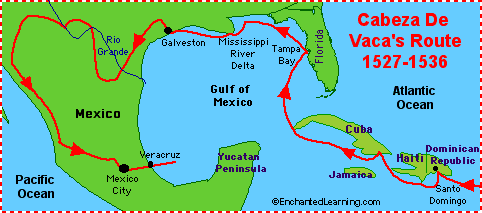 Cabeza De
Vaca's Route
1527-1536
Rio
Grande
Galveston
Mississippi
River
Delta
Tampa
Bay
Florida
Atlantic
Ocean
Gulf of
Mexico
Mexico
Cuba
Dominican
Republic
Haiti
Veracruz
Yucatan
Peninsula
Jamaica
Mexico
City
Pacific
Ocean
Santo
Domingo
©EnchantedLearning.com